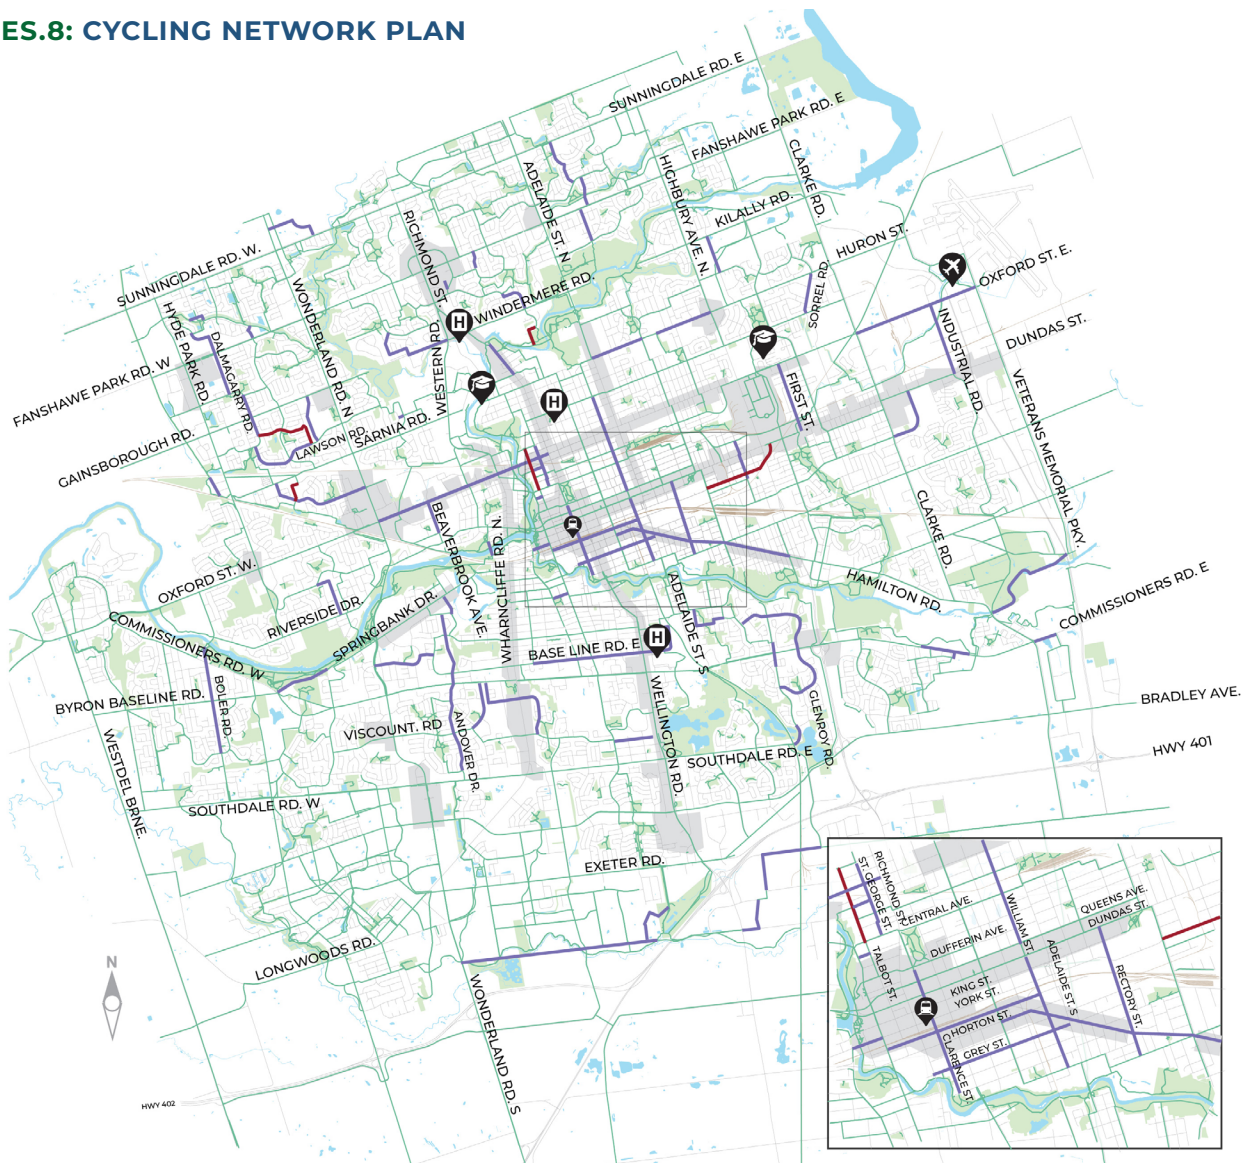 ES.8: CYCLING NETWORK PLAN
SUNNINGDALE RD. E
FANSHAWE PARK RD. E
ADELAIDE ST. N
HIGHBURY AVE. N.
CLARKE RD.
KILALLY RD.
RICHMOND ST.
HURON ST.
SUNNINGDALE RD. W.
OXFORD ST. E.
WINDERMERE RD.
SORREL RD.
HYDE PARK RD.
WONDERLAND RD. N
DALMAGARRY RD.
WESTERN RD.
H
INDUSTRIAL RD.
DUNDAS ST.
FANSHAWE PARK RD. W
FIRST ST.
VETERANS MEMORIAL PKY.
H
GAINSBOROUGH RD.
LAWSON RD.
SARNIA RD.
BEAVERBROOK AVE.
WHARNCLIFFE RD. N.
CLARKE RD.
OXFORD ST. W.
RIVERSIDE DR.
SPRINGBANK DR.
ADELAIDE ST. S
HAMILTON RD.
COMMISSIONERS RD. E
COMMISSIONERS RD. W
BASE LINE RD. E
H
BYRON BASELINE RD.
BOLER RD.
VISCOUNT. RD
ANDOVER DR.
WELLINGTON RD.
GLENROY RD.
BRADLEY AVE.
HWY 401
WESTDEL BRNE.
SOUTHDALE RD. E
SOUTHDALE RD. W
EXETER RD.
LONGWOODS RD.
N
WONDERLAND RD. S
HWY 402
RICHMOND ST.
ST. GEORGE ST.
CENTRAL AVE.
WILLIAM ST.
QUEENS AVE.
DUNDAS ST.
DUFFERIN AVE.
TALBOT ST.
ADELAIDE ST. S
RECTORY ST.
KING ST.
YORK ST.
HORTON ST.
GREY ST.
CLARENCE ST.